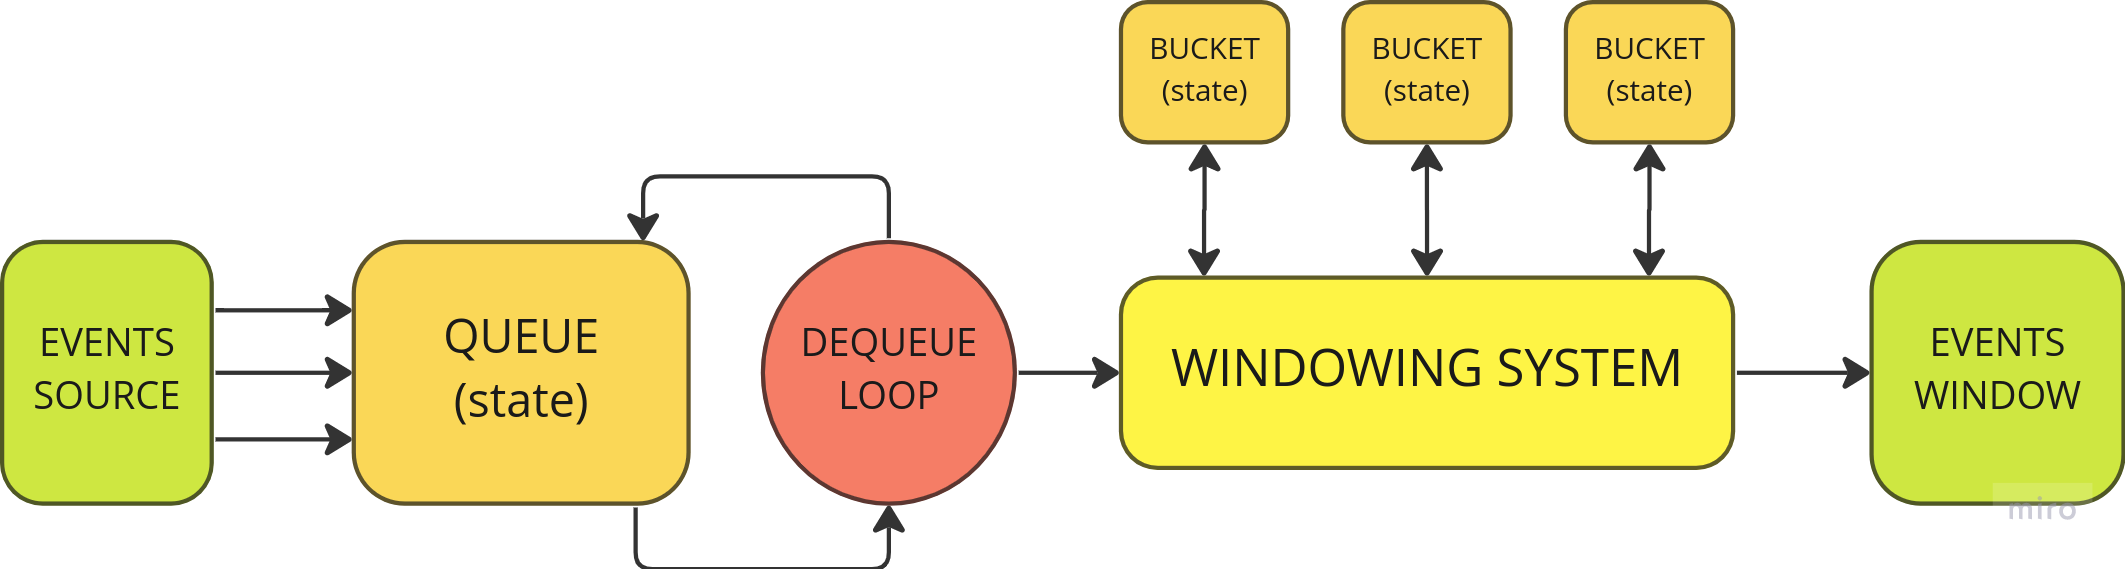 BUCKET
(state)
BUCKET
(state)
BUCKET
(state)
EVENTS
SOURCE
QUEUE
(state)
DEQUEUE
LOOP
WINDOWING SYSTEM
EVENTS
WINDOW
miro